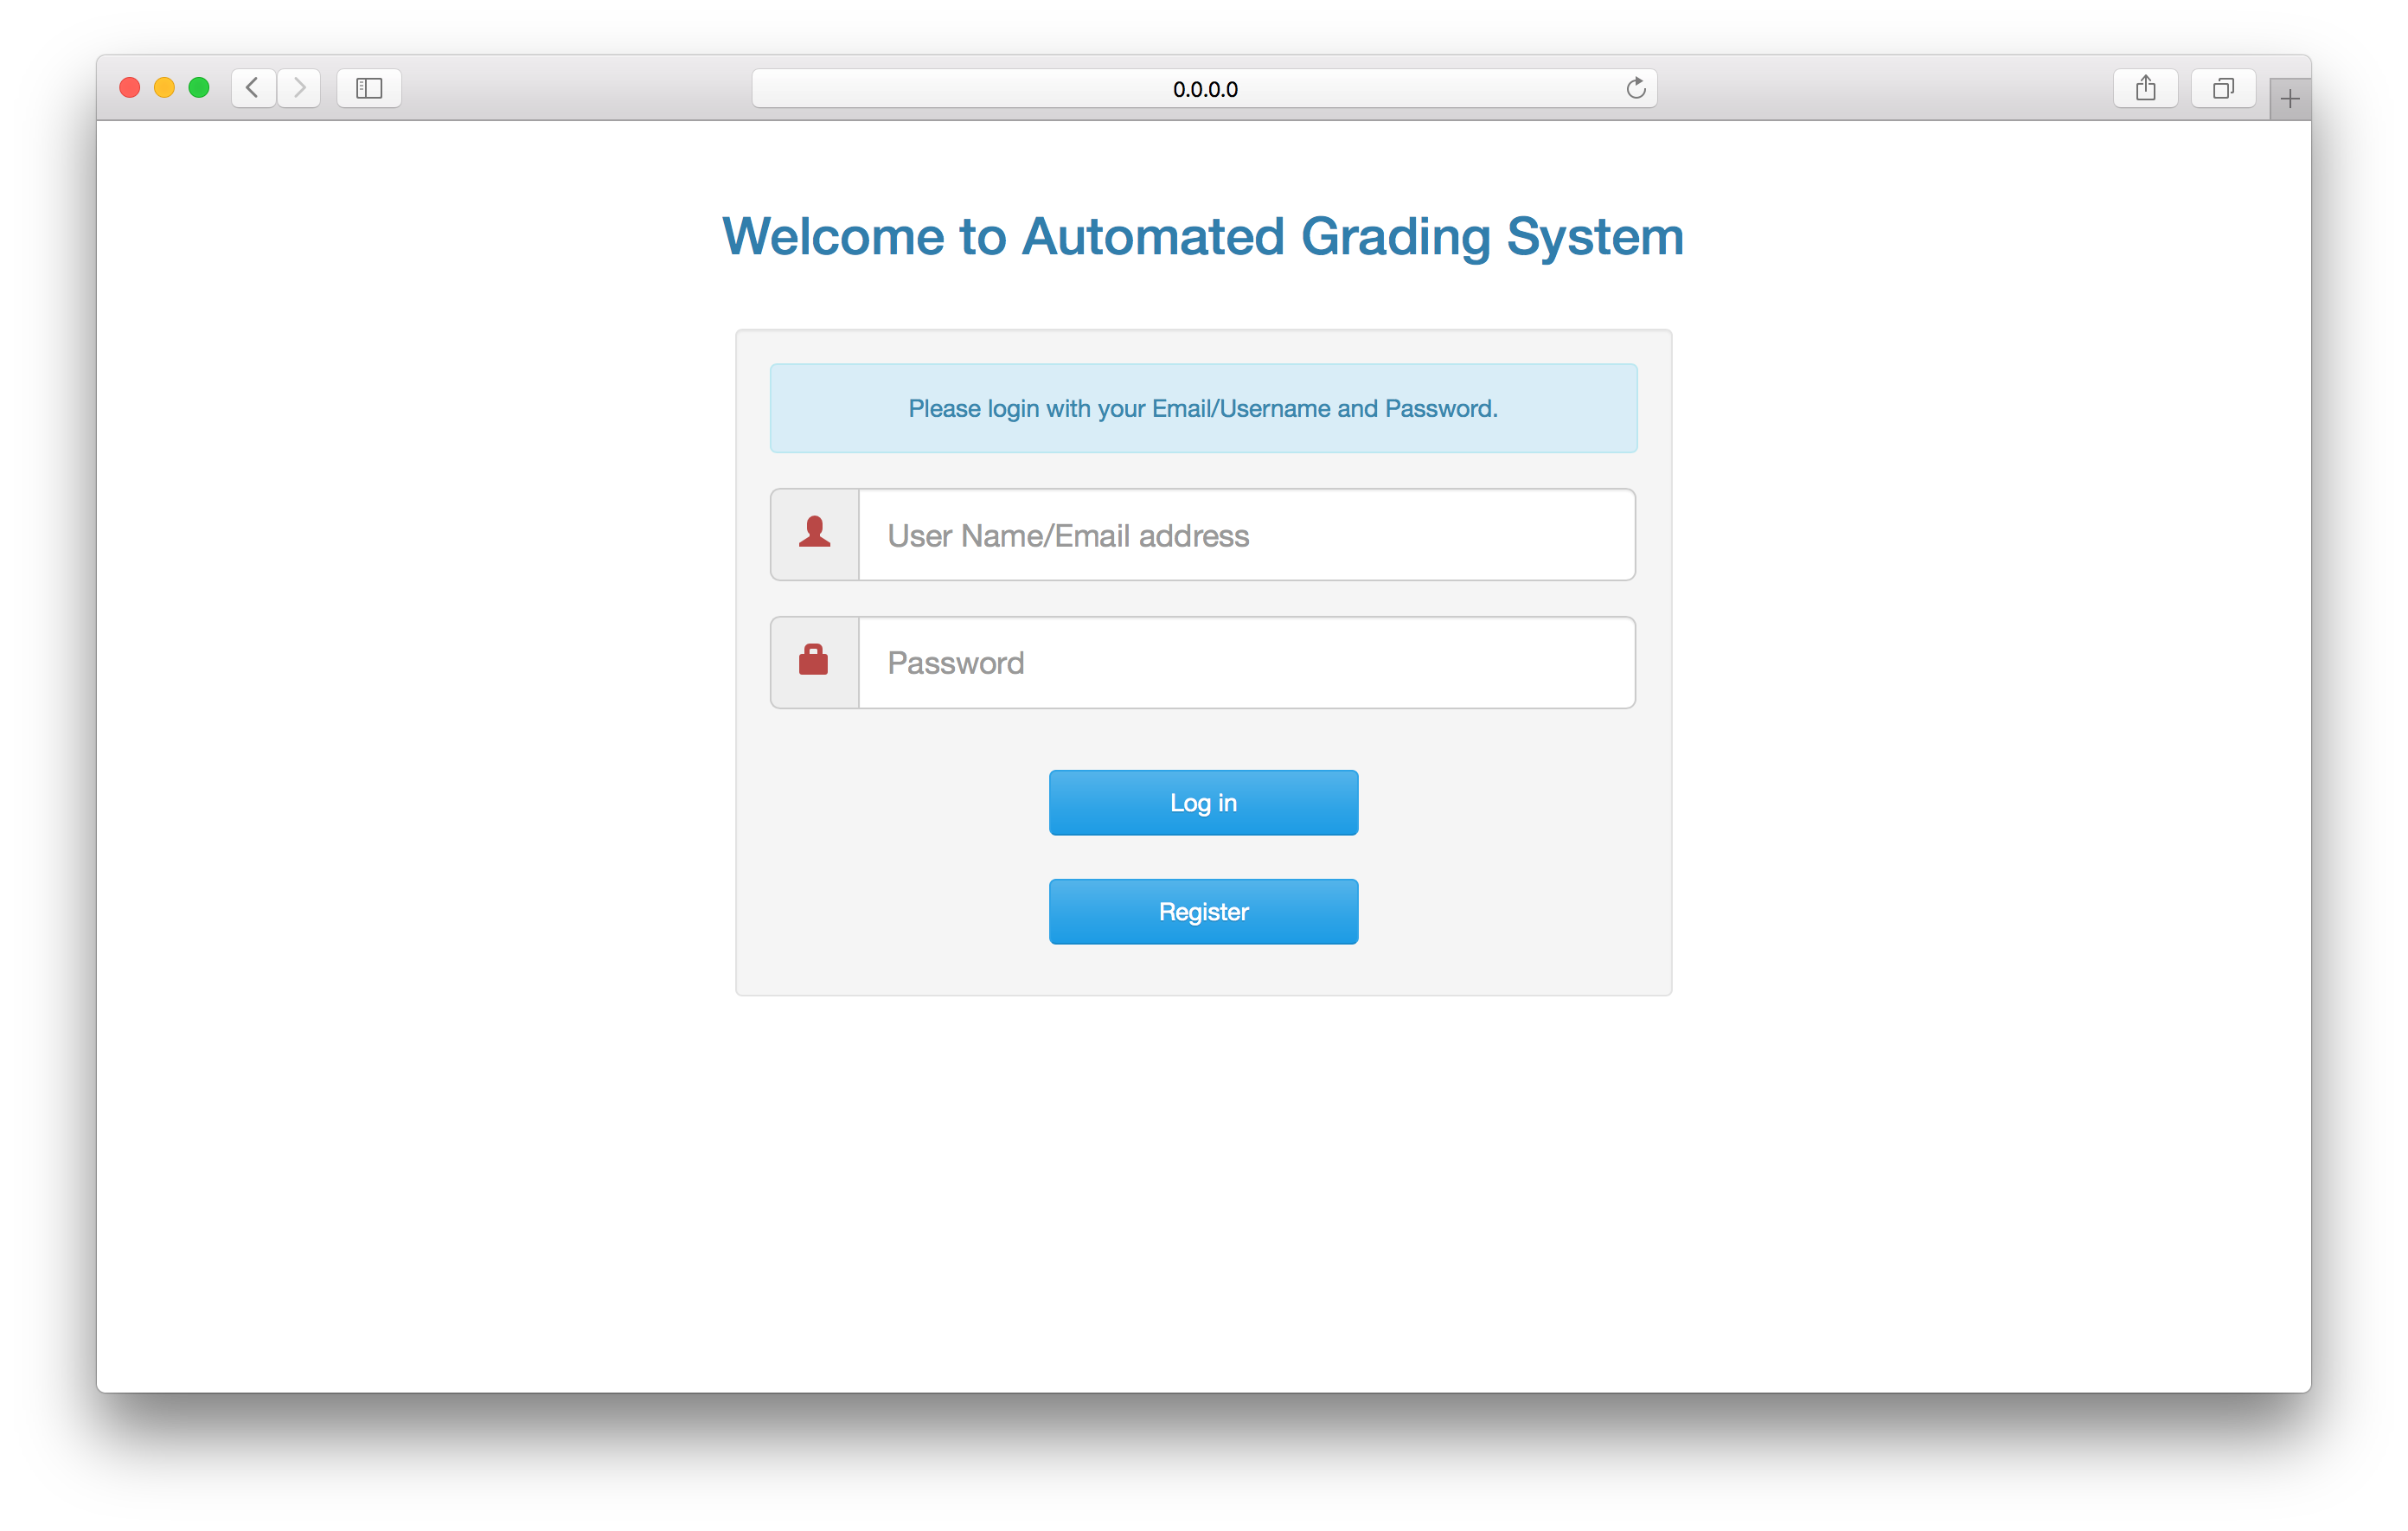 0.0.0.0
Welcome to Automated Grading System
Please login with your Email/Username and Password.
User Name/Email address
Password
Log in
Register